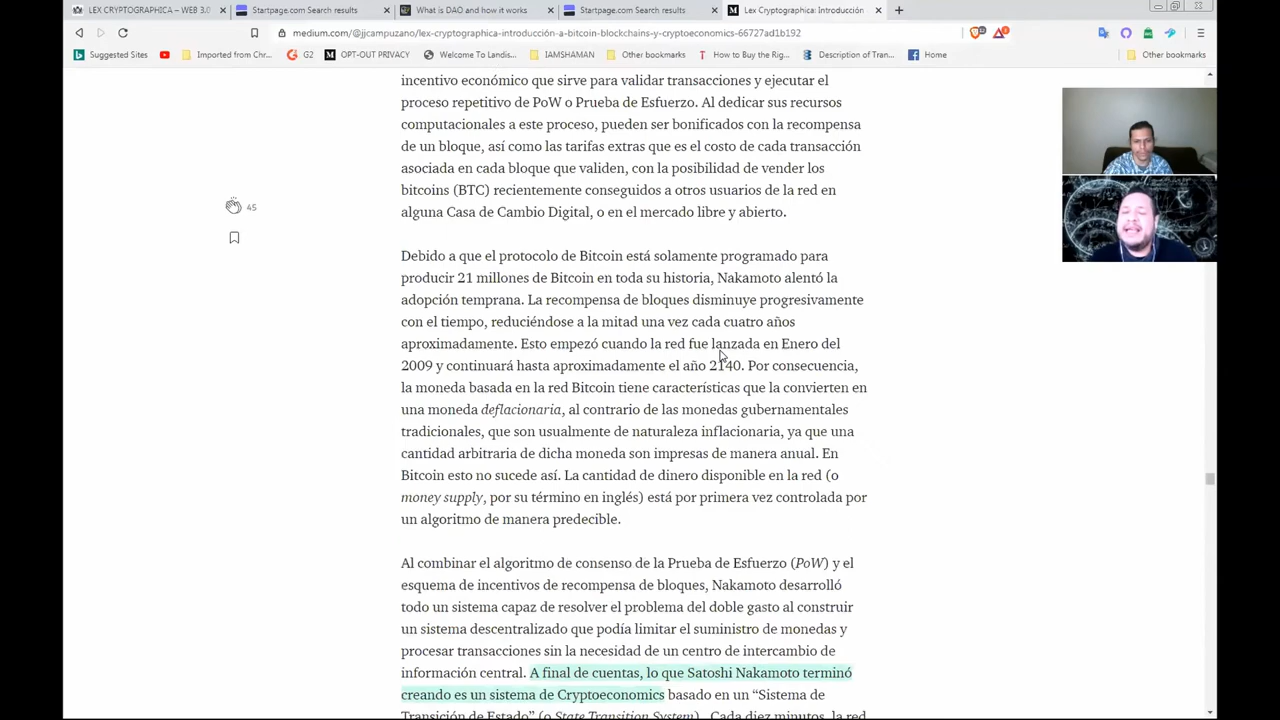 LEX CRYPTOGRAPHICA – WEB 3.0
Startpage.com Search results
What is DAO and how it works
Startpage.com Search results
Lex Cryptographica: Introducción
medium.com/@jjcampuzano/lex-cryptographica-introducción-a-bitcoin-blockchains-y-cryptoeconomics-66727ad1b192
Suggested Sites
Imported from Chr...
G2
OPT-OUT PRIVACY
Welcome To Landis...
IAMSHAMAN
Other bookmarks
How to Buy the Rig...
Description of Tran...
Home
Other bookmarks
incentivo económico que sirve para validar transacciones y ejecutar el
proceso repetitivo de PoW o Prueba de Esfuerzo. Al dedicar sus recursos
computacionales a este proceso, pueden ser bonificados con la recompensa
de un bloque, así como las tarifas extras que es el costo de cada transacción
asociada en cada bloque que validen, con la posibilidad de vender los
bitcoins (BTC) recientemente conseguidos a otros usuarios de la red en
alguna Casa de Cambio Digital, o en el mercado libre y abierto.
45
Debido a que el protocolo de Bitcoin está solamente programado para
producir 21 millones de Bitcoin en toda su historia, Nakamoto alentó la
adopción temprana. La recompensa de bloques disminuye progresivamente
con el tiempo, reduciéndose a la mitad una vez cada cuatro años
aproximadamente. Esto empezó cuando la red fue lanzada en Enero del
2009 y continuará hasta aproximadamente el año 2140. Por consecuencia,
la moneda basada en la red Bitcoin tiene características que la convierten en
una moneda deflacionaria, al contrario de las monedas gubernamentales
tradicionales, que son usualmente de naturaleza inflacionaria, ya que una
cantidad arbitraria de dicha moneda son impresas de manera anual. En
Bitcoin esto no sucede así. La cantidad de dinero disponible en la red (o
money supply, por su término en inglés) está por primera vez controlada por
un algoritmo de manera predecible.
Al combinar el algoritmo de consenso de la Prueba de Esfuerzo (PoW) y el
esquema de incentivos de recompensa de bloques, Nakamoto desarrolló
todo un sistema capaz de resolver el problema del doble gasto al construir
un sistema descentralizado que podía limitar el suministro de monedas y
procesar transacciones sin la necesidad de un centro de intercambio de
información central. A final de cuentas, lo que Satoshi Nakamoto terminó
creando es un sistema de Cryptoeconomics basado en un “Sistema de
Transición de Estado” (o State Transition System). Cada diez minutos, la red